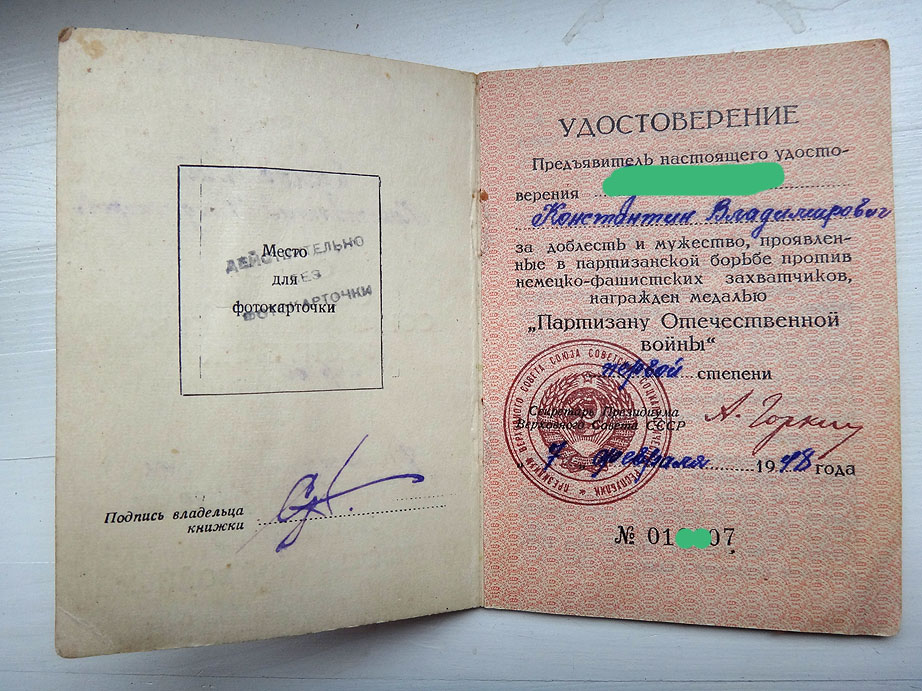 Место
для
фотокарточки
ДЕЙСТВИТЕЛЬНО
БЕЗ
ФОТОКАРТОЧКИ
Подпись владельца
книжки
УДОСТОВЕРЕНИЕ
Предъявитель настоящего удосто-
верения
Константин Владимирович
за доблесть и мужество, проявлен-
ные в партизанской борьбе против
немецко-фашистских захватчиков,
награжден медалью
„Партизану Отечественной
войны“
первой степени
Секретарь Президиума
Верховного Совета СССР
А. Горкин
„7“ февраля 1948 года
№ 01 07